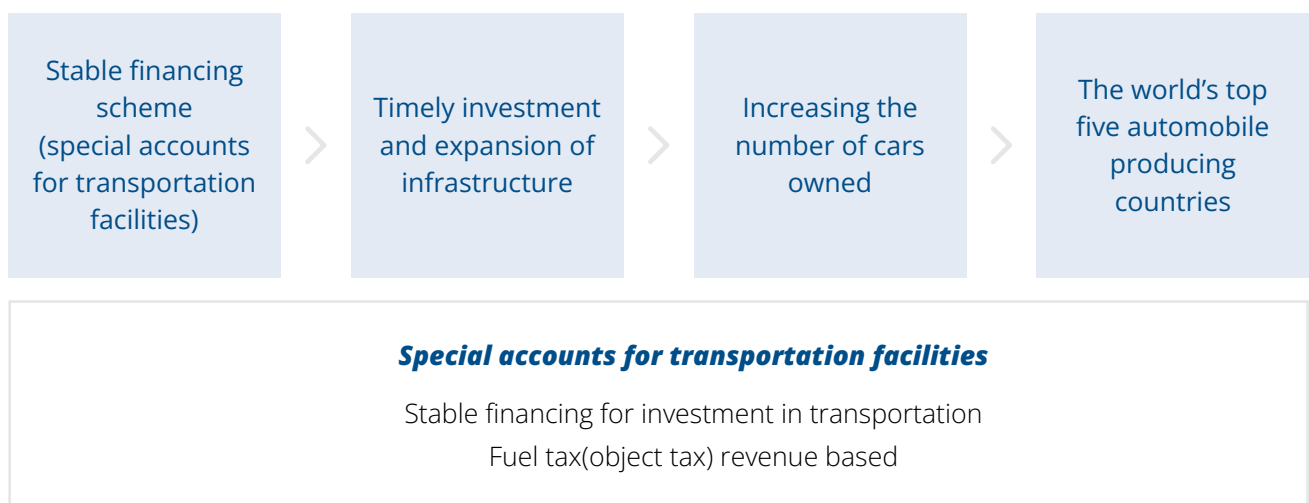 Stable financing
scheme
(special accounts
for transportation
facilities)
Timely investment
and expansion of
infrastructure
Increasing the
number of cars
owned
The world’s top
five automobile
producing
countries
Special accounts for transportation facilities
Stable financing for investment in transportation
Fuel tax(object tax) revenue based